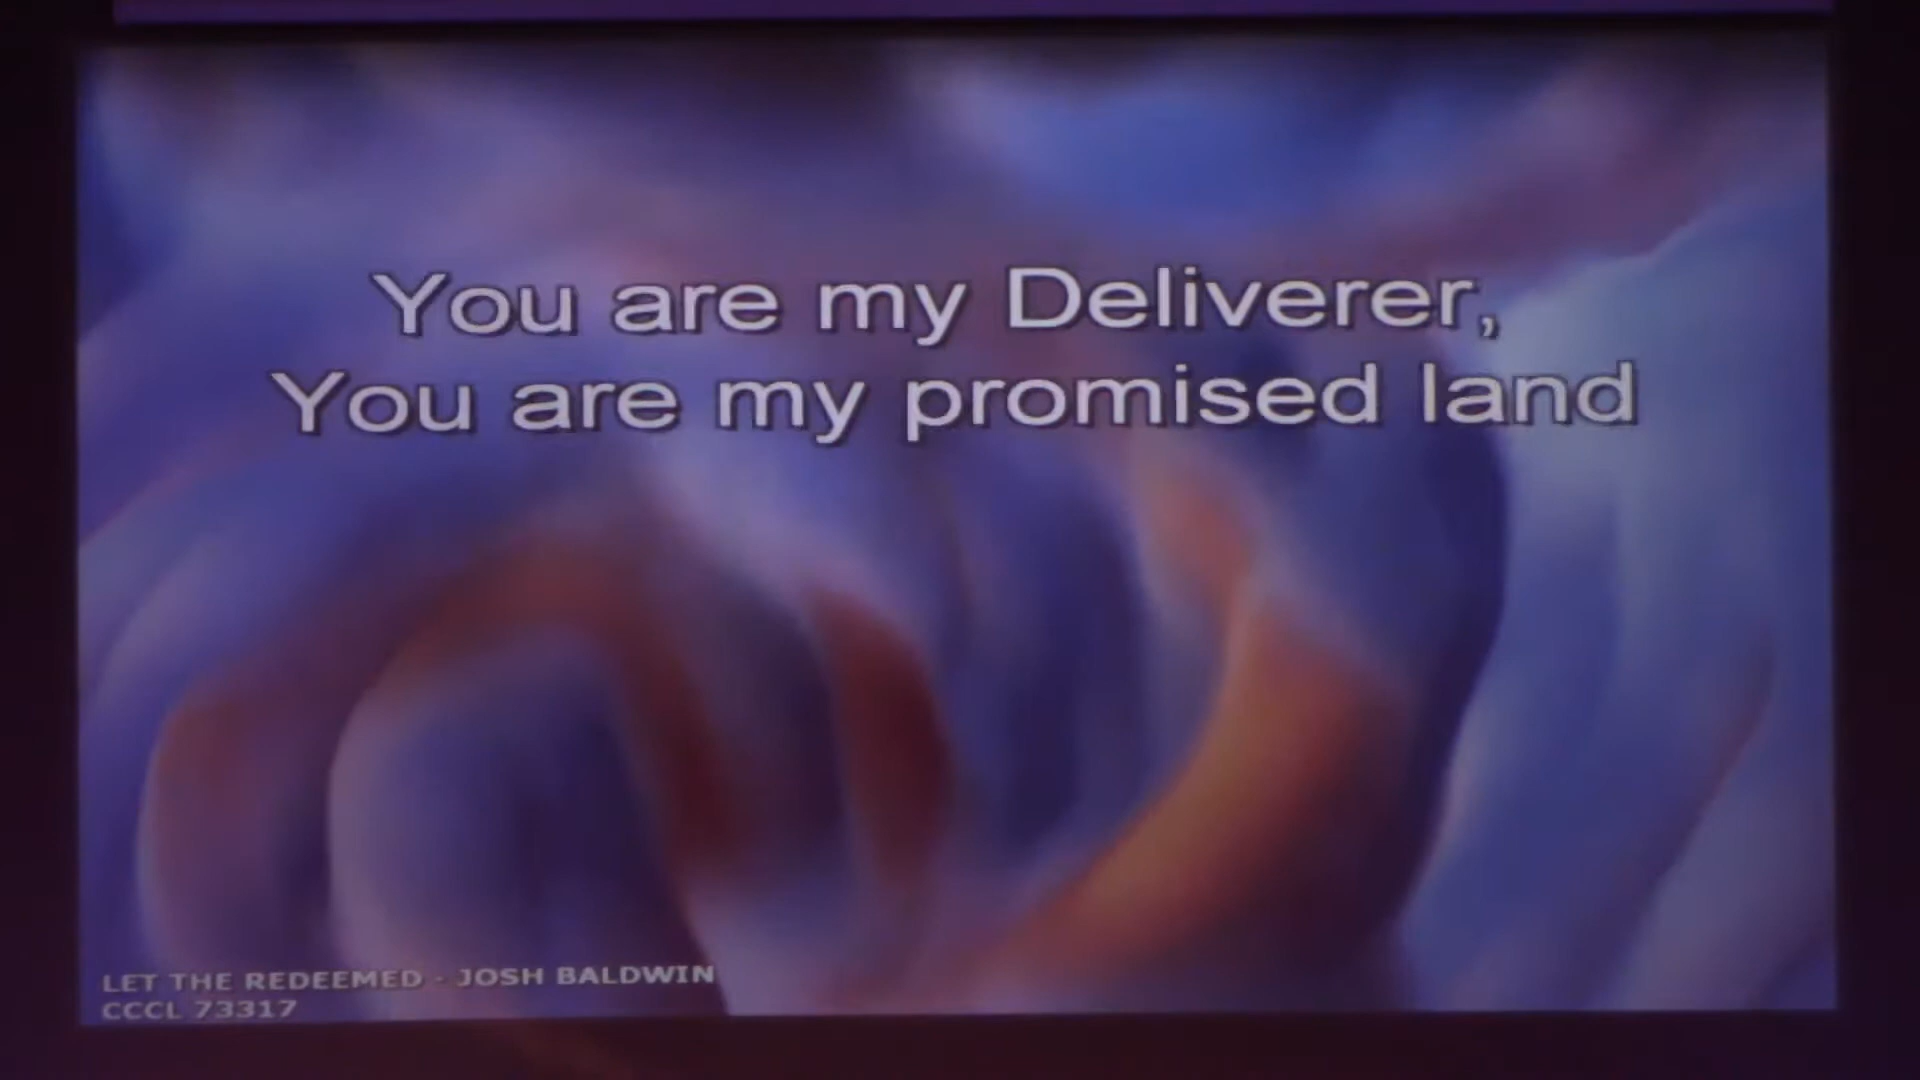 You are my Deliverer,
You are my promised land
LET THE REDEEMED - JOSH BALDWIN
CCCL 73317